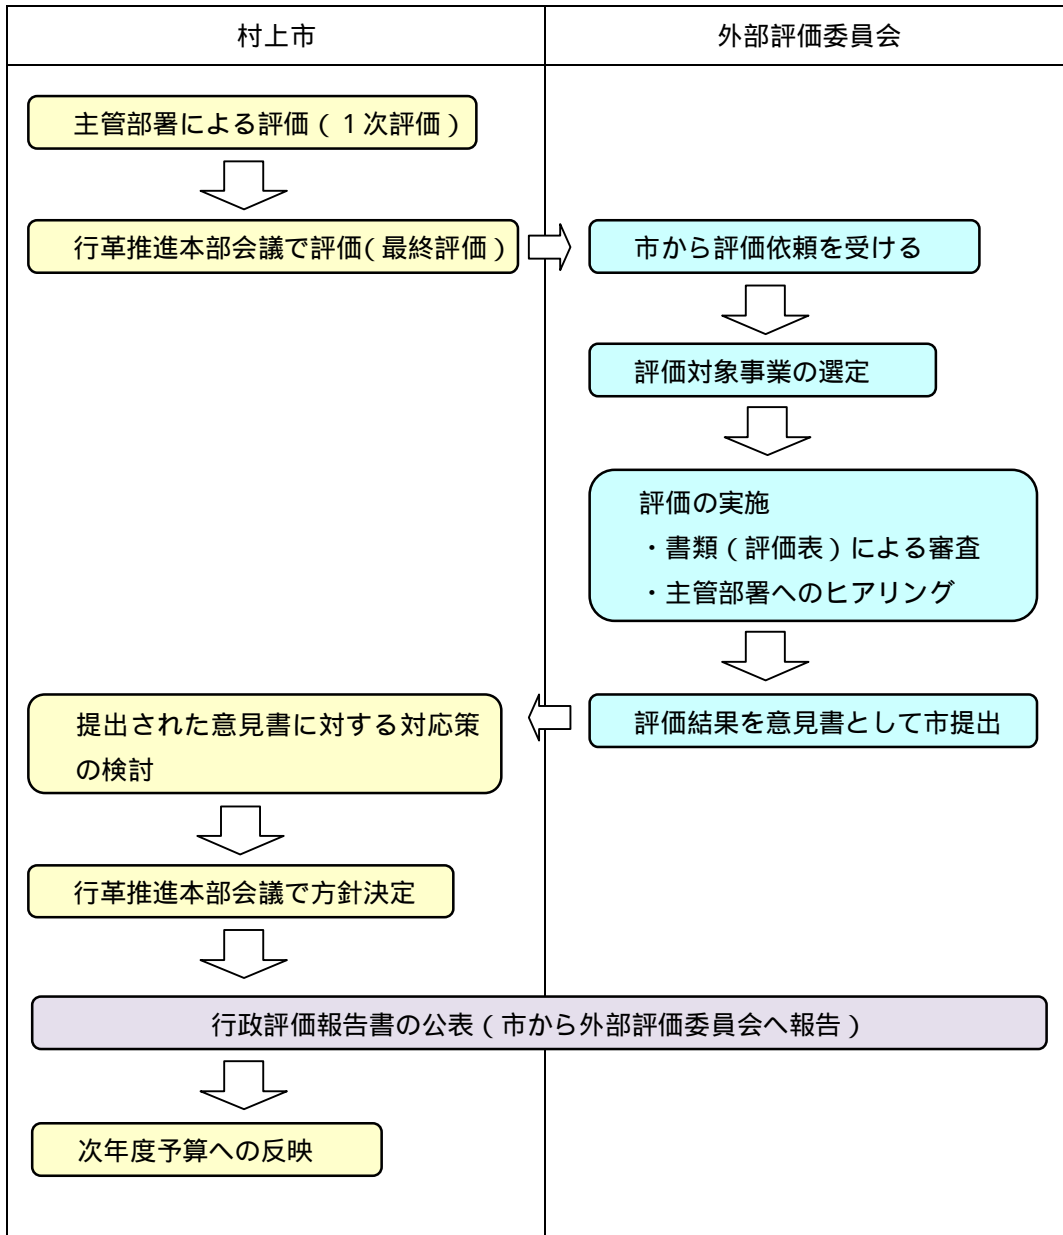 村上市
外部評価委員会
主管部署による評価（１次評価）
行革推進本部会議で評価（最終評価）
市から評価依頼を受ける
評価対象事業の選定
評価の実施
・書類（評価表）による審査
・主管部署へのヒアリング
評価結果を意見書として市提出
提出された意見書に対する対応策
の検討
行革推進本部会議で方針決定
行政評価報告書の公表（市から外部評価委員会へ報告）
次年度予算への反映